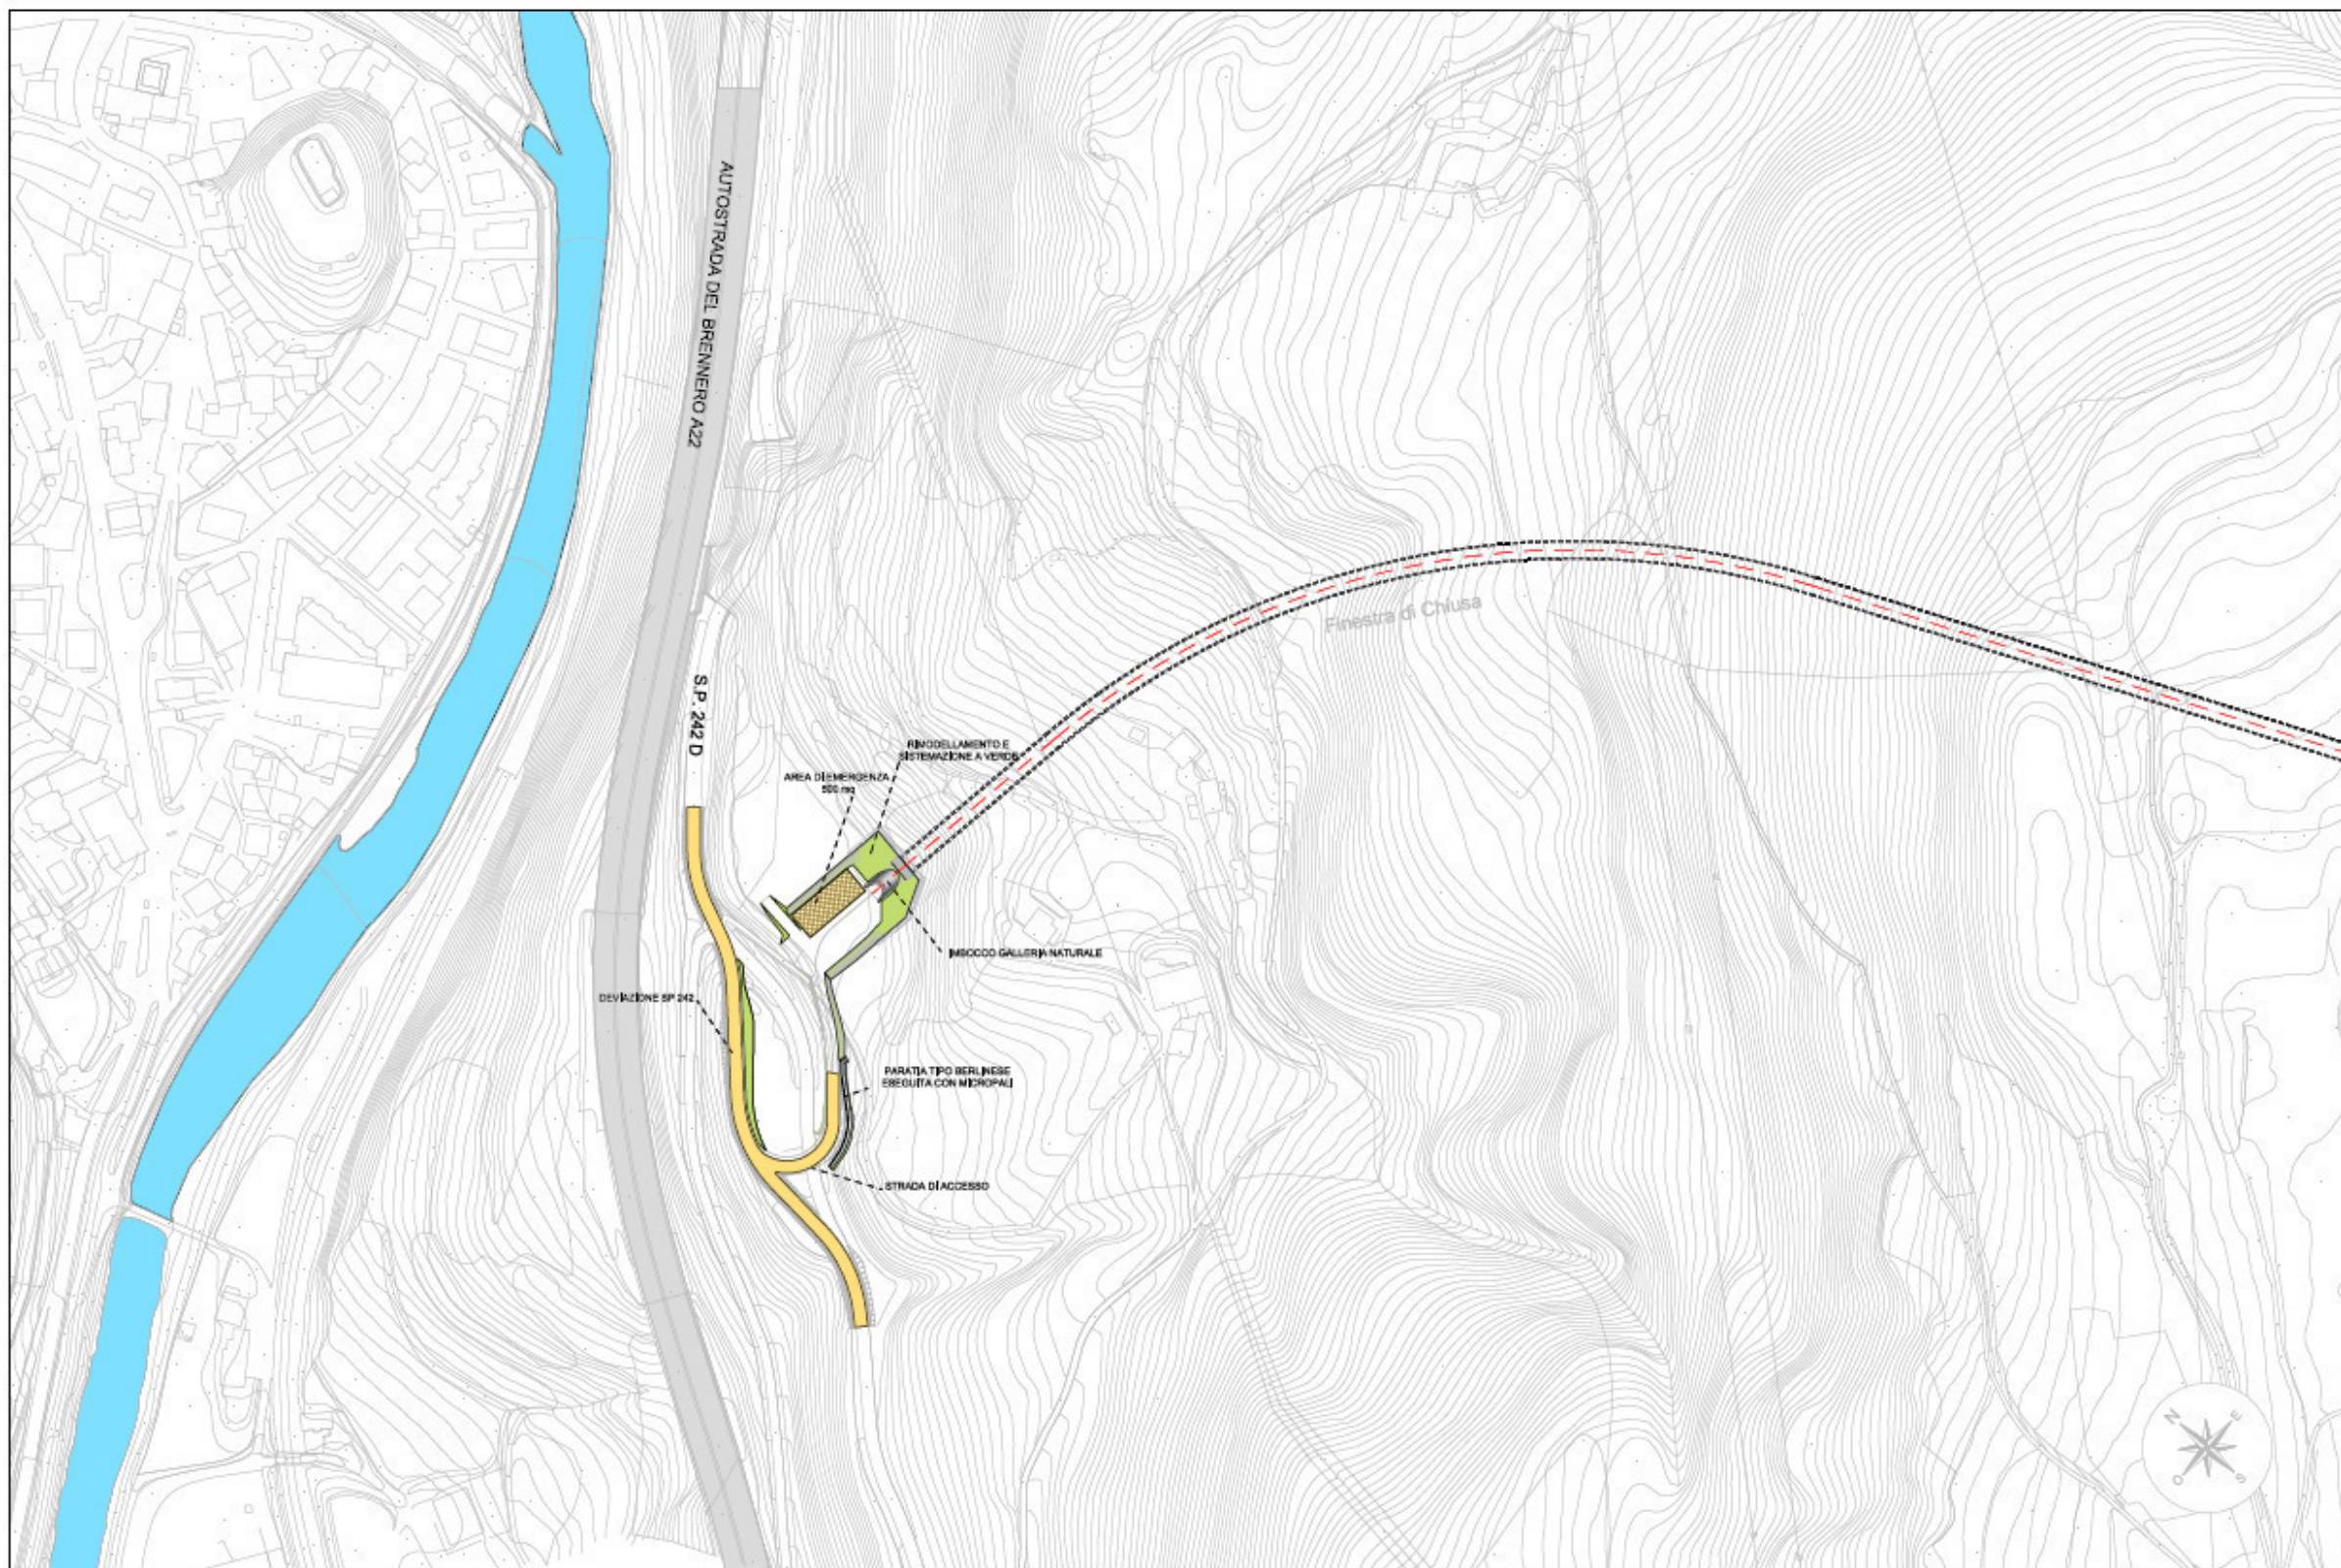 AUTOSTRADA DEL BRENNERO A22
Finestra di Chiusa
S.P. 242 D
RIMODELLAMENTO E
SISTEMAZIONE A VERDE
AREA DI EMERGENZA
500 mq
IMBOCCO GALLERIA NATURALE
DEVIAZIONE SP 242
PARATIA TIPO BERLINESE
ESEGUITA CON MICROPALI
STRADA DI ACCESSO
N
E
O
S